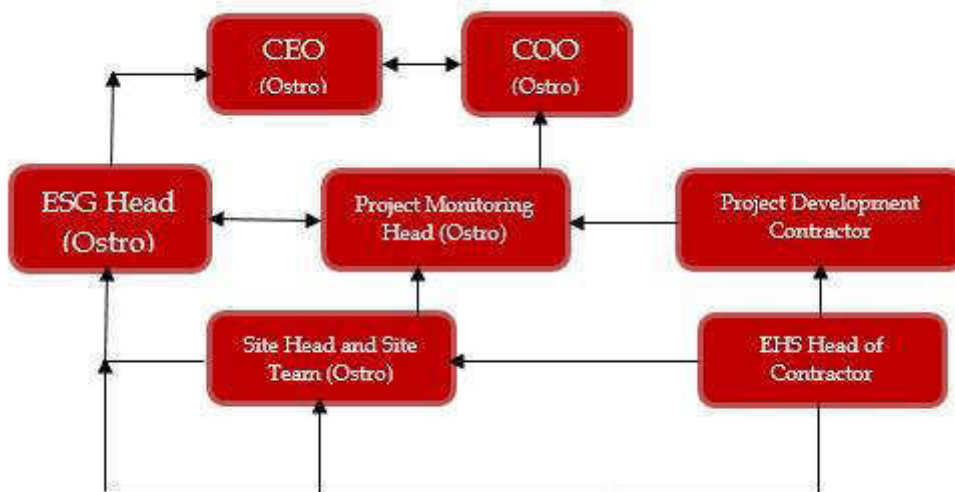 CEO
(Ostro)
COO
(Ostro)
ESG Head
(Ostro)
Project Monitoring
Head (Ostro)
Project Development
Contractor
Site Head and Site
Team (Ostro)
EHS Head of
Contractor